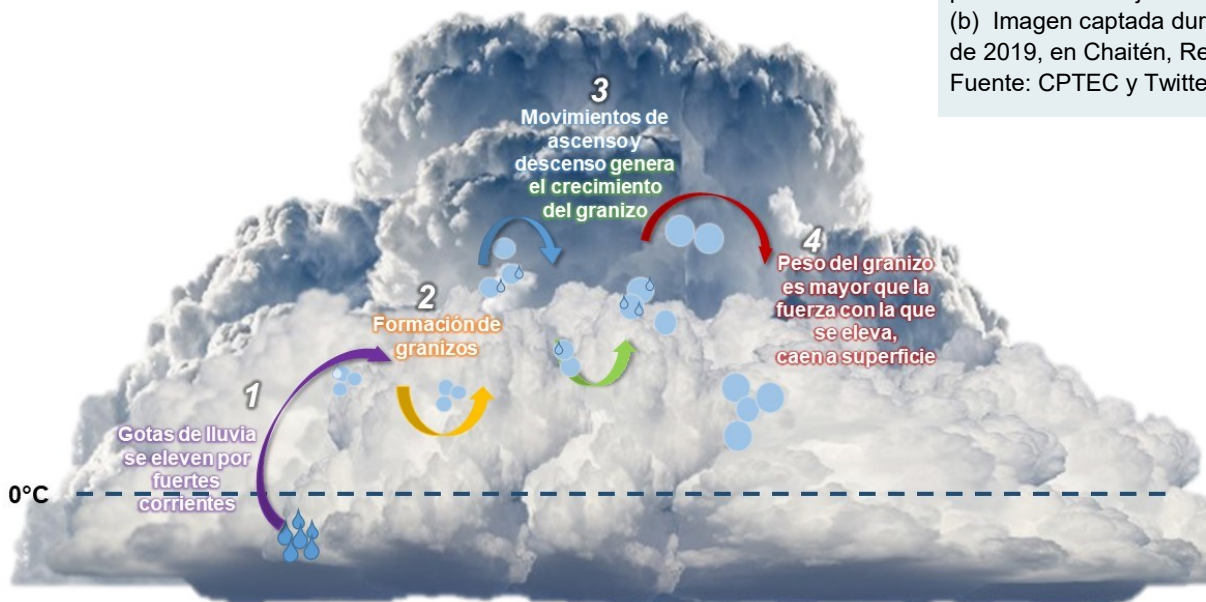 (b) Imagen captada dur
de 2019, en Chaitén, Re
Fuente: CPTEC y Twitte
3
Movimientos de
ascenso y
descenso genera
el crecimiento
del granizo
4
Peso del granizo
es mayor que la
fuerza con la que
se eleva,
caen a superficie
2
Formación de
granizos
1
Gotas de lluvia
se eleven por
fuertes
corrientes
0°C